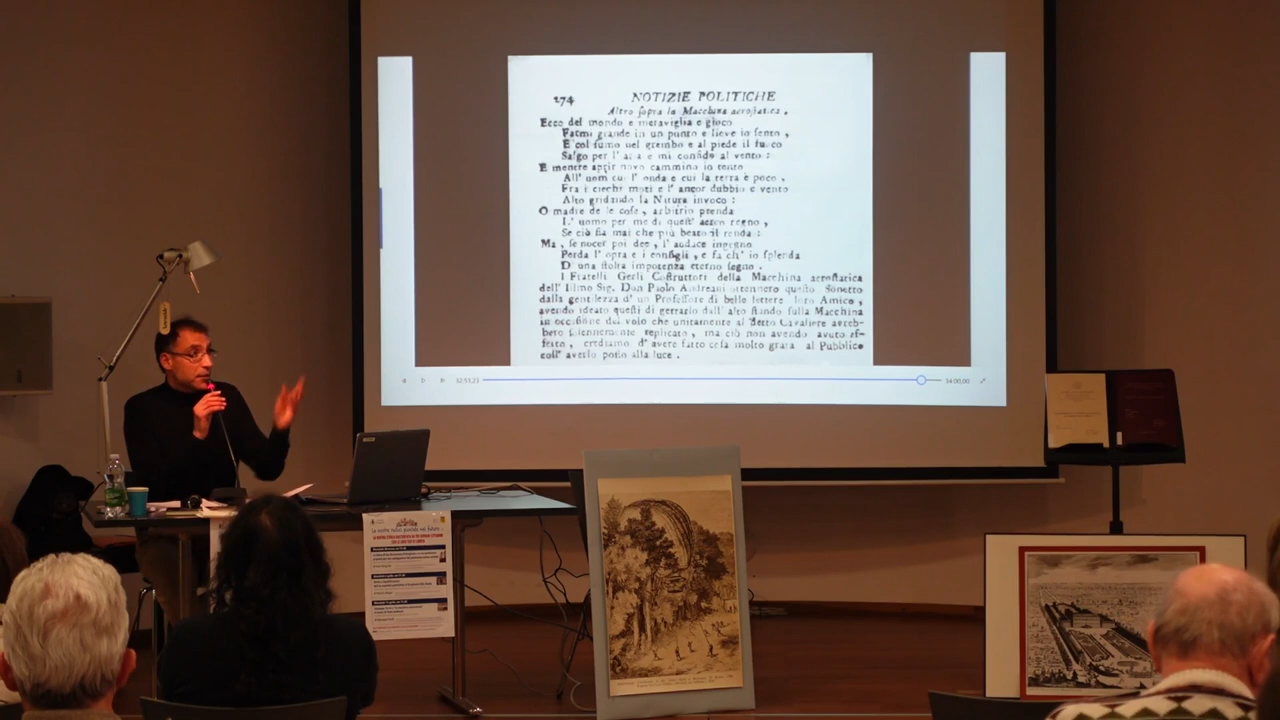 274 NOTIZIE POLITICHE
Altro sopra la Macchina aerostatica.
Ecco del mondo e meraviglia e gioco
Farmi grande in un punto e lieve io sento,
E col fumo nel grembo e al piede il fuoco
Salgo per l' aria e mi confido al vento:
E mentre aprir novo cammino io tento
All' uom cui l' onda e cui la terra è poco,
Fra i ciechi moti e l' ancor dubbio evento
Alto gridando la Natura invoco:
O madre de le cose, arbitrio prenda
L' uomo per me di quest' aereo regno,
Se ciò fia mai che più beato il renda:
Ma, se nocer poi dee, l' audace ingegno
Perda l' opra e i consigli, e fa ch' io splenda
D' una stolta impotenza eterno segno.
I Fratelli Gerli Costruttori della Macchina aerostatica
dell' Illmo Sig. Don Paolo Andreani ottennero questo Sonetto
dalla gentilezza d' un Professore di belle lettere loro Amico,
avendo ideato questi di gettarlo dall' alto stando sulla Macchina
in occasione del volo che unitamente al detto Cavaliere avreb-
bero solennemente replicato, ma ciò non avendo avuto ef-
fetto, crediamo d' avere fatto cosa molto grata al Pubblico
coll' averlo posto alla luce.
32:51,23 34:00,00